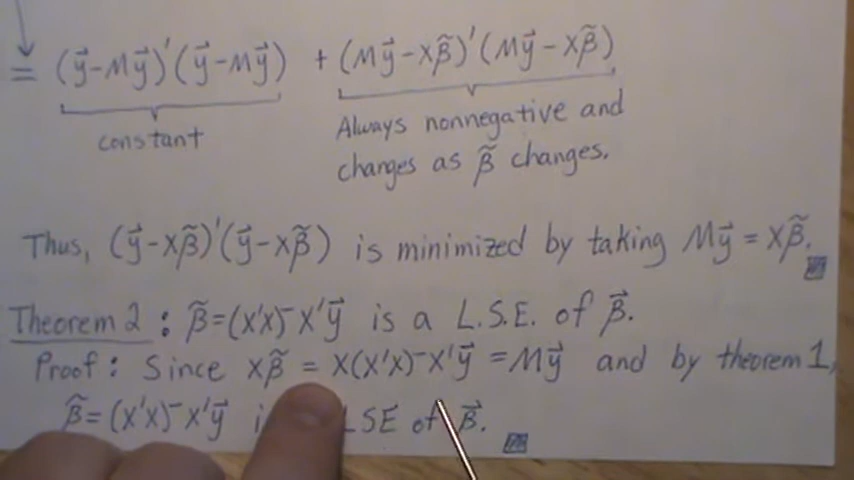 = (y⃗-My⃗)'(y⃗-My⃗) + (My⃗-Xβ̃)'(My⃗-Xβ̃)
constant
Always nonnegative and
changes as β̃ changes.
Thus, (y⃗-Xβ̃)'(y⃗-Xβ̃) is minimized by taking My⃗ = Xβ̃.
Theorem 2: β̃=(X'X)⁻X'y⃗ is a L.S.E. of β⃗.
Proof: Since Xβ̃ = X(X'X)⁻X'y⃗ = My⃗ and by theorem 1,
β̃=(X'X)⁻X'y⃗ LSE of β⃗.